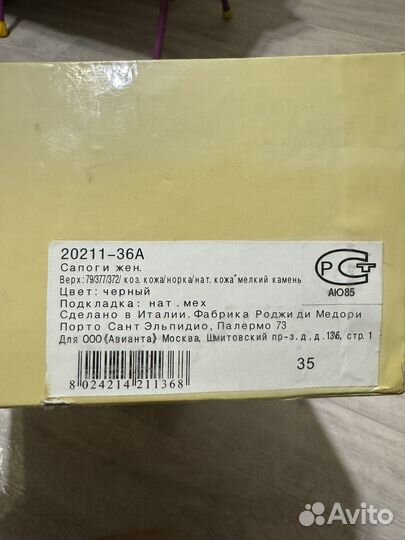 20211-36А
Сапоги жен.
Верх: 79/377/372/ коз. кожа/норка/нат. кожа"мелкий камень
Цвет: черный
Подкладка: нат. мех
Сделано в Италии. Фабрика Роджи ди Медори
Порто Сант Эльпидио, Палермо 73
Для ООО《Авианта》 Москва, Шмитовский пр-з. д, д. 13б, стр. 1
8 024214 211368
35
РСТ
АЮ85
Avito